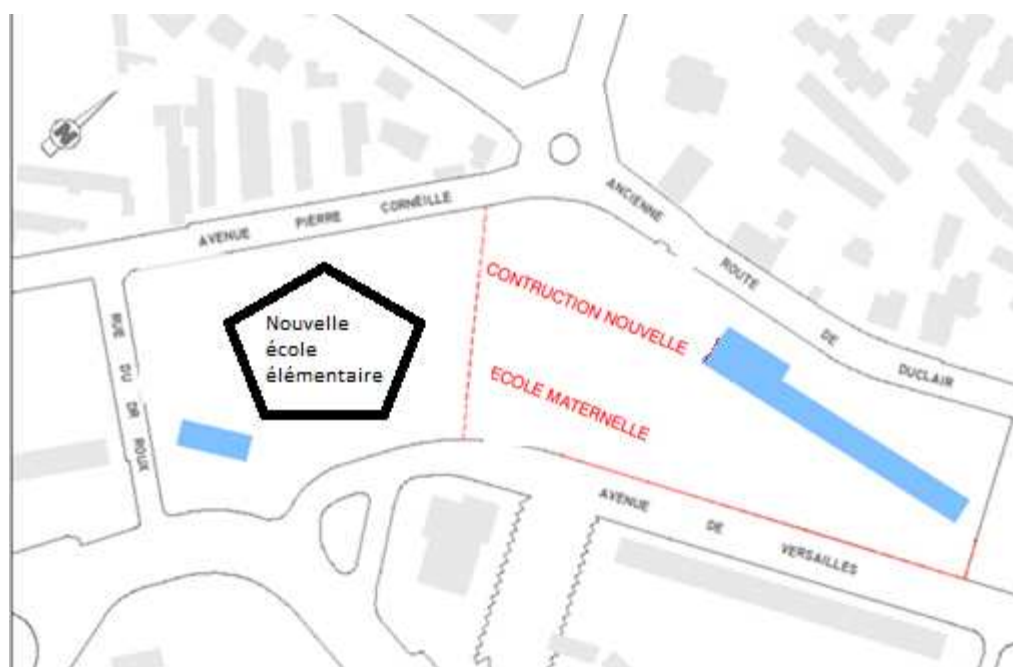 N
AVENUE PIERRE CORNEILLE
ANCIENNE ROUTE DE DUCLAIR
RUE DU DR ROUX
Nouvelle
école
élémentaire
CONTRUCTION NOUVELLE
ECOLE MATERNELLE
AVENUE DE VERSAILLES